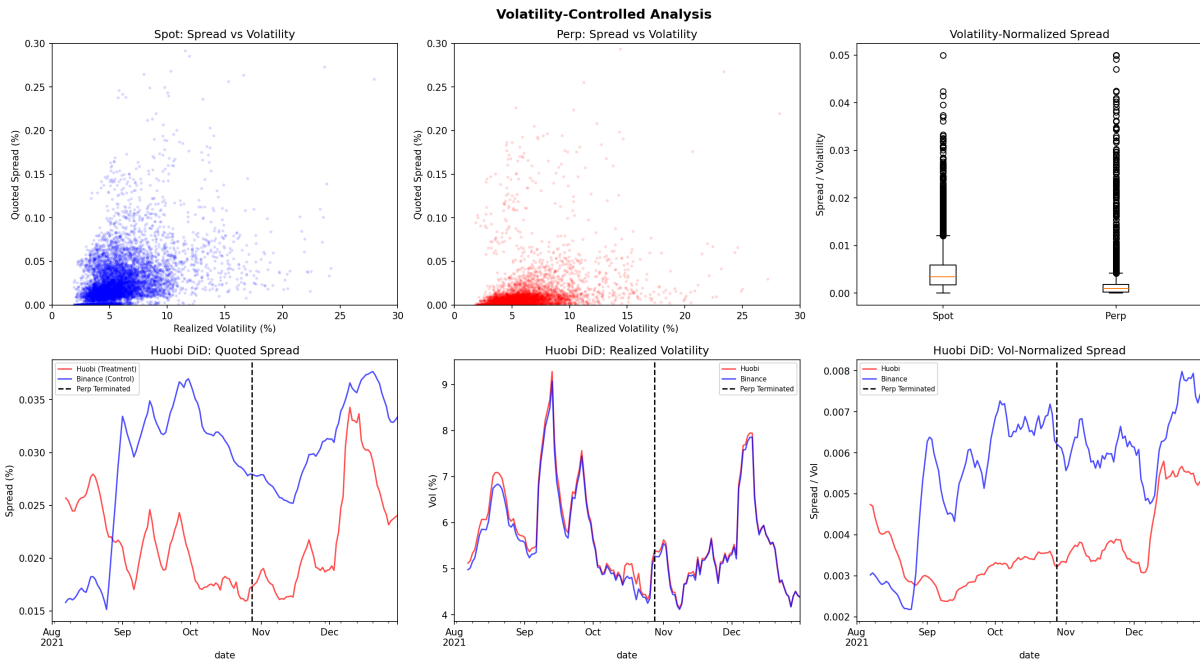 Volatility-Controlled Analysis
Spot: Spread vs Volatility
Quoted Spread (%)
0.30
0.25
0.20
0.15
0.10
0.05
0.00
0 5 10 15 20 25 30
Realized Volatility (%)
Perp: Spread vs Volatility
Quoted Spread (%)
0.30
0.25
0.20
0.15
0.10
0.05
0.00
0 5 10 15 20 25 30
Realized Volatility (%)
Volatility-Normalized Spread
Spread / Volatility
0.05
0.04
0.03
0.02
0.01
0.00
Spot Perp
Huobi DiD: Quoted Spread
Spread (%)
0.035
0.030
0.025
0.020
0.015
Huobi (Treatment)
Binance (Control)
Perp Terminated
Aug Sep Oct Nov Dec
2021
date
Huobi DiD: Realized Volatility
Vol (%)
9
8
7
6
5
4
Huobi
Binance
Perp Terminated
Aug Sep Oct Nov Dec
2021
date
Huobi DiD: Vol-Normalized Spread
Spread / Vol
0.008
0.007
0.006
0.005
0.004
0.003
0.002
Huobi
Binance
Perp Terminated
Aug Sep Oct Nov Dec
2021
date